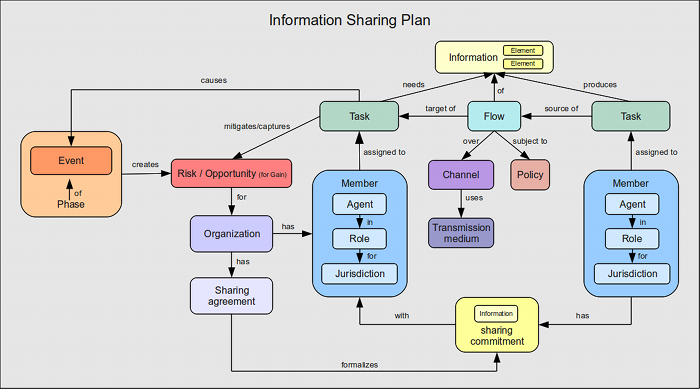 Information Sharing Plan
Information
Element
Element
causes
needs
of
produces
Task
target of
Flow
source of
Task
mitigates/captures
assigned to
over
subject to
assigned to
Event
of
Phase
creates
Risk / Opportunity (for Gain)
for
Organization
has
has
Sharing
agreement
Member
Agent
in
Role
for
Jurisdiction
Channel
uses
Transmission
medium
Policy
Member
Agent
in
Role
for
Jurisdiction
with
Information
sharing
commitment
has
formalizes